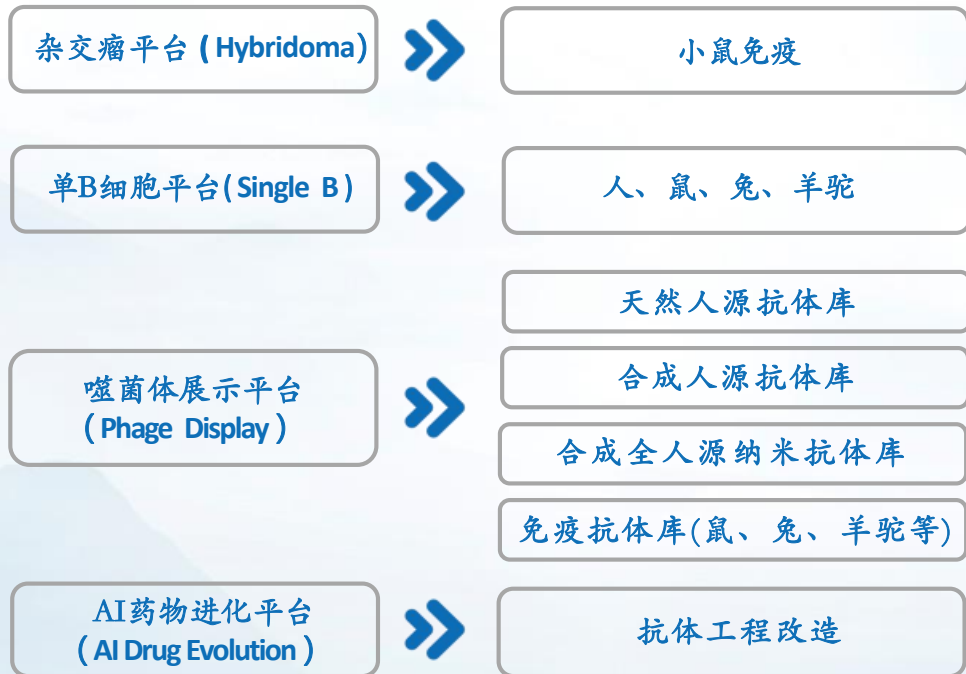 杂交瘤平台 (Hybridoma)
小鼠免疫
单B细胞平台(Single B)
人、鼠、兔、羊驼
天然人源抗体库
合成人源抗体库
噬菌体展示平台
(Phage Display)
合成全人源纳米抗体库
免疫抗体库(鼠、兔、羊驼等)
AI药物进化平台
(AI Drug Evolution)
抗体工程改造